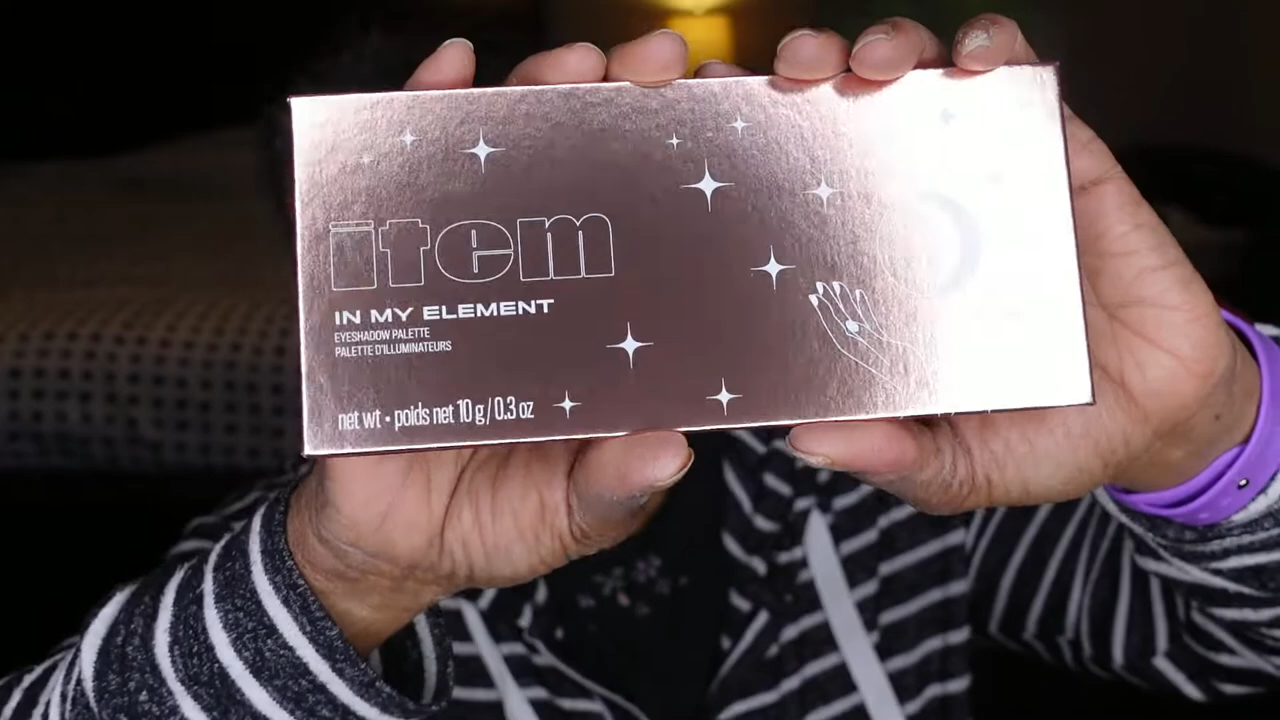 item
IN MY ELEMENT
EYESHADOW PALETTE
PALETTE D'ILLUMINATEURS
net wt • poids net 10 g / 0.3 oz